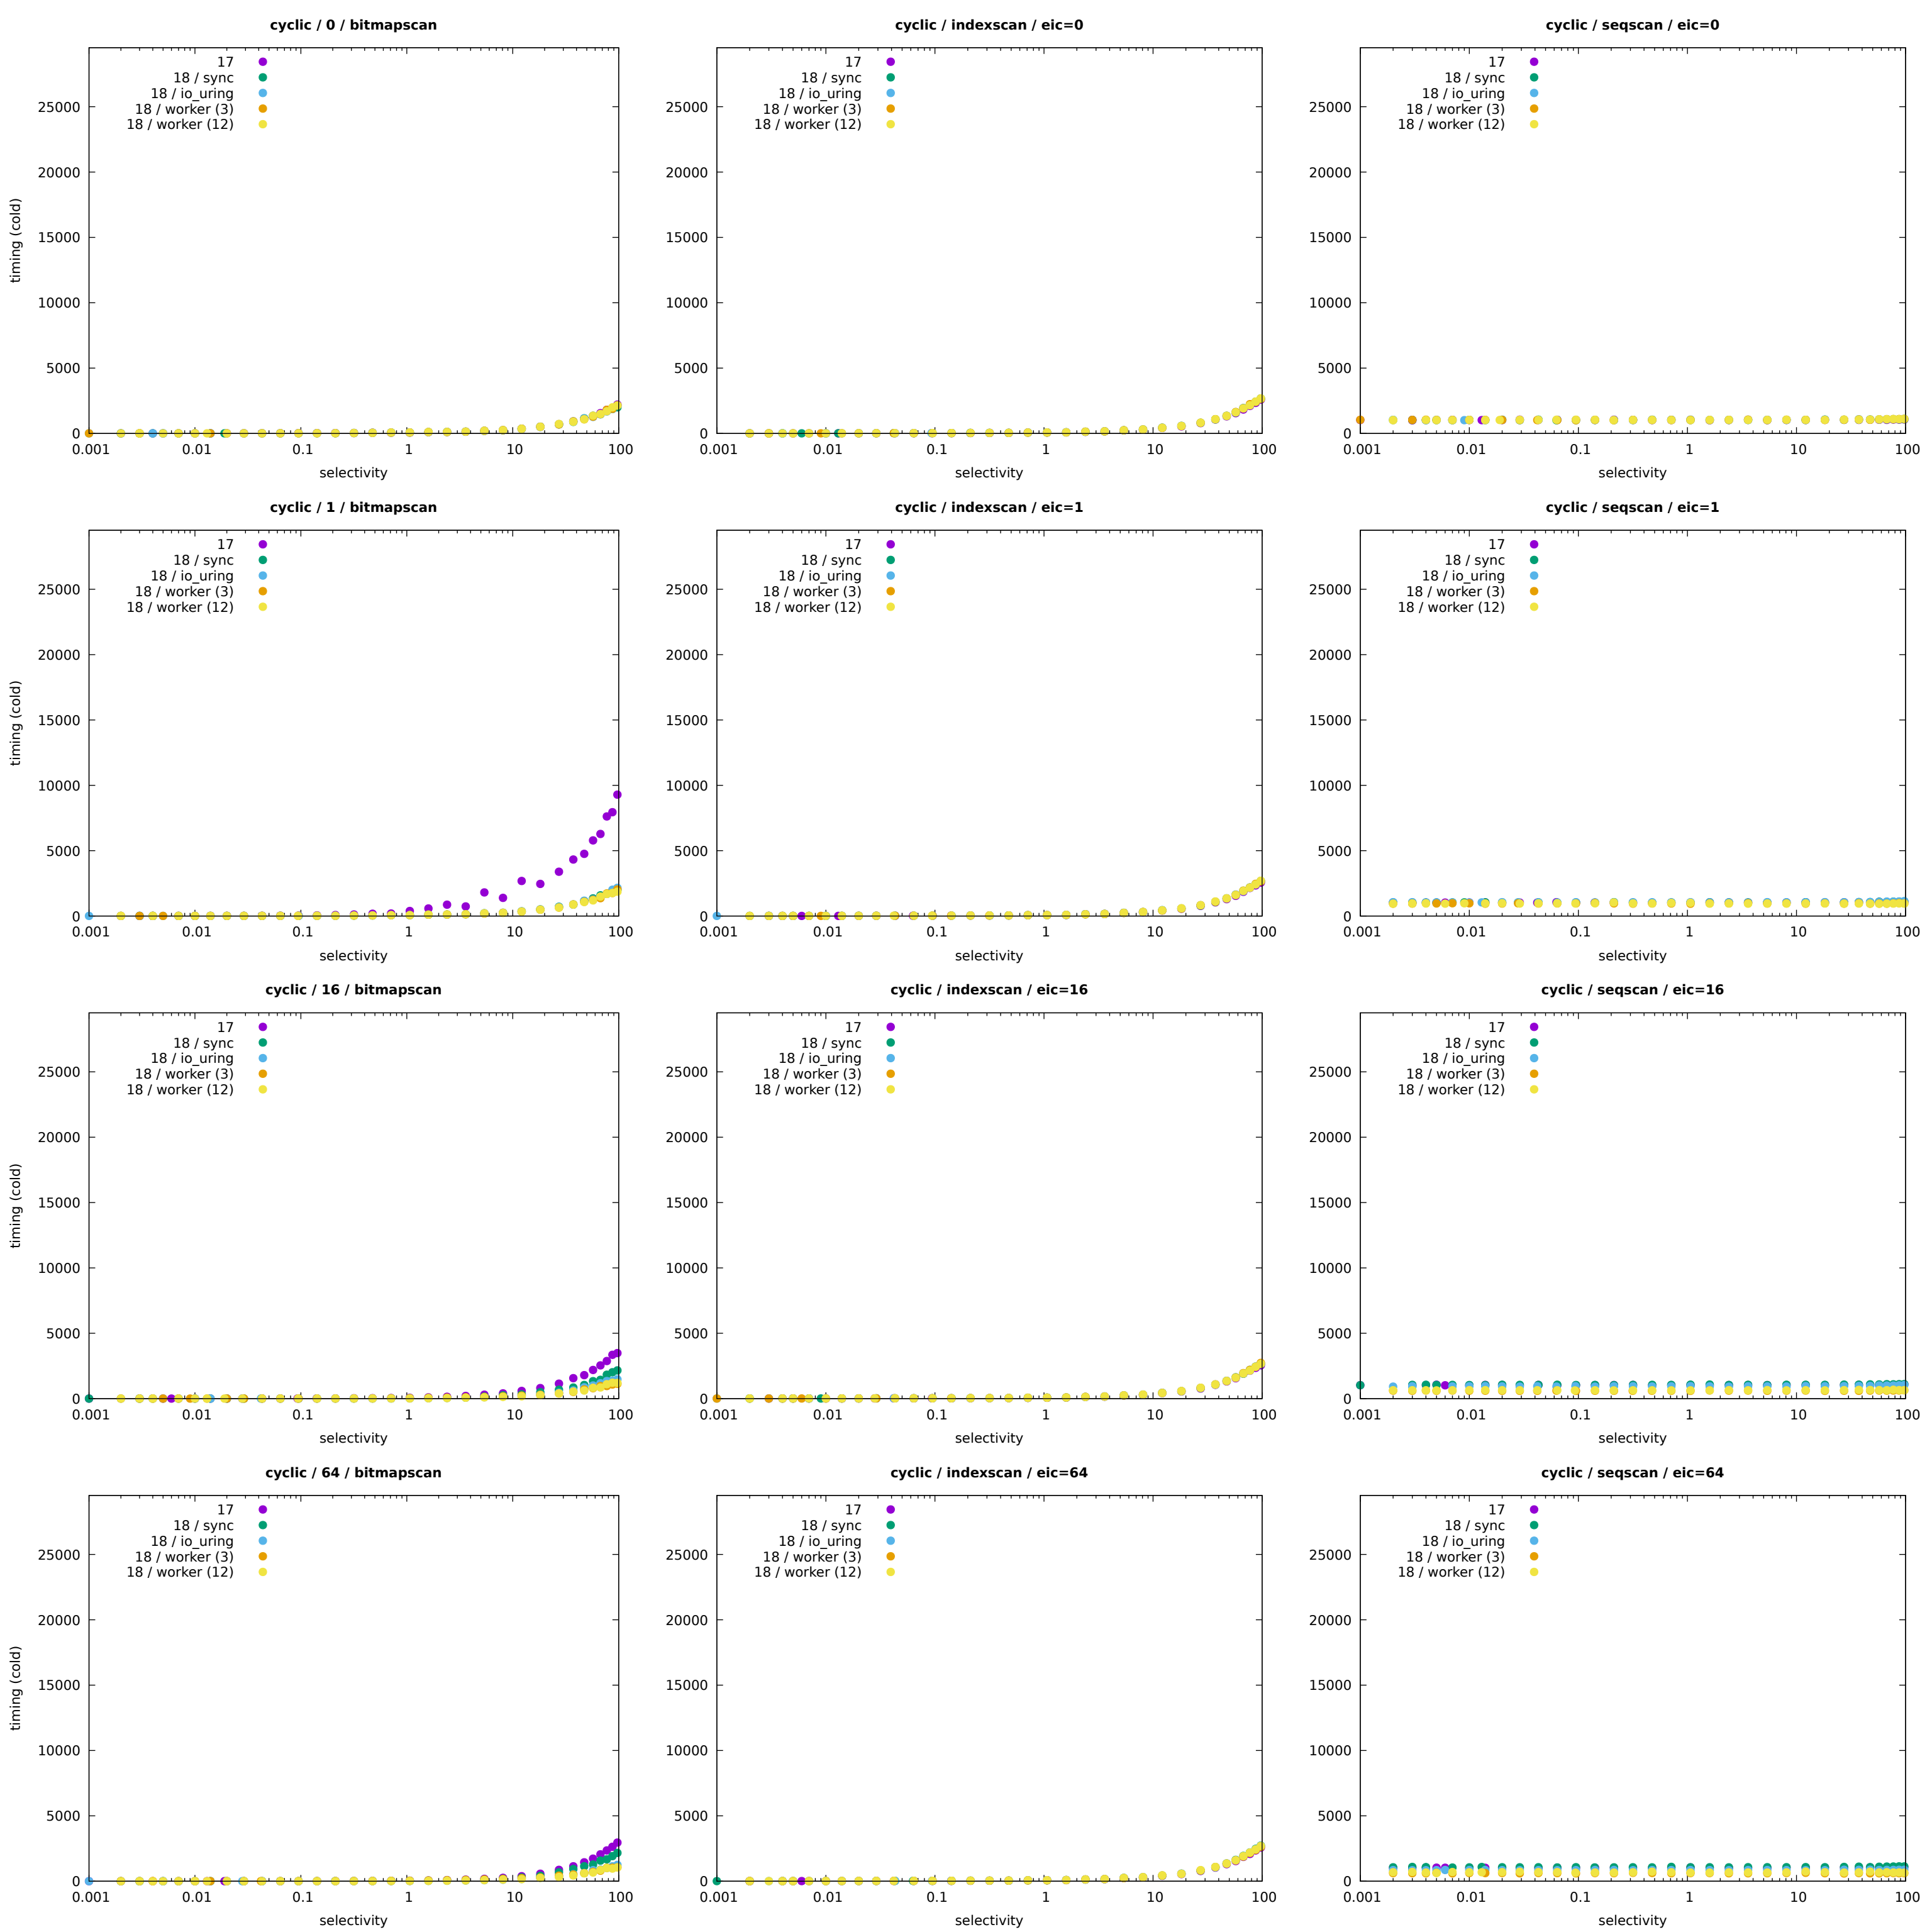 cyclic / 0 / bitmapscan
17
18 / sync
18 / io_uring
18 / worker (3)
18 / worker (12)
25000
20000
15000
10000
5000
0
timing (cold)
0.001 0.01 0.1 1 10 100
selectivity
cyclic / indexscan / eic=0
17
18 / sync
18 / io_uring
18 / worker (3)
18 / worker (12)
25000
20000
15000
10000
5000
0
0.001 0.01 0.1 1 10 100
selectivity
cyclic / seqscan / eic=0
17
18 / sync
18 / io_uring
18 / worker (3)
18 / worker (12)
25000
20000
15000
10000
5000
0
0.001 0.01 0.1 1 10 100
selectivity
cyclic / 1 / bitmapscan
17
18 / sync
18 / io_uring
18 / worker (3)
18 / worker (12)
25000
20000
15000
10000
5000
0
timing (cold)
0.001 0.01 0.1 1 10 100
selectivity
cyclic / indexscan / eic=1
17
18 / sync
18 / io_uring
18 / worker (3)
18 / worker (12)
25000
20000
15000
10000
5000
0
0.001 0.01 0.1 1 10 100
selectivity
cyclic / seqscan / eic=1
17
18 / sync
18 / io_uring
18 / worker (3)
18 / worker (12)
25000
20000
15000
10000
5000
0
0.001 0.01 0.1 1 10 100
selectivity
cyclic / 16 / bitmapscan
17
18 / sync
18 / io_uring
18 / worker (3)
18 / worker (12)
25000
20000
15000
10000
5000
0
timing (cold)
0.001 0.01 0.1 1 10 100
selectivity
cyclic / indexscan / eic=16
17
18 / sync
18 / io_uring
18 / worker (3)
18 / worker (12)
25000
20000
15000
10000
5000
0
0.001 0.01 0.1 1 10 100
selectivity
cyclic / seqscan / eic=16
17
18 / sync
18 / io_uring
18 / worker (3)
18 / worker (12)
25000
20000
15000
10000
5000
0
0.001 0.01 0.1 1 10 100
selectivity
cyclic / 64 / bitmapscan
17
18 / sync
18 / io_uring
18 / worker (3)
18 / worker (12)
25000
20000
15000
10000
5000
0
timing (cold)
0.001 0.01 0.1 1 10 100
selectivity
cyclic / indexscan / eic=64
17
18 / sync
18 / io_uring
18 / worker (3)
18 / worker (12)
25000
20000
15000
10000
5000
0
0.001 0.01 0.1 1 10 100
selectivity
cyclic / seqscan / eic=64
17
18 / sync
18 / io_uring
18 / worker (3)
18 / worker (12)
25000
20000
15000
10000
5000
0
0.001 0.01 0.1 1 10 100
selectivity